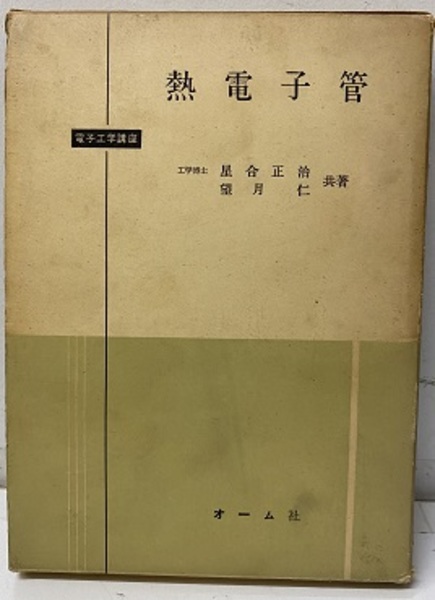 熱電子管
電子工学講座
工学博士 星合正治
望月仁 共著
オーム社